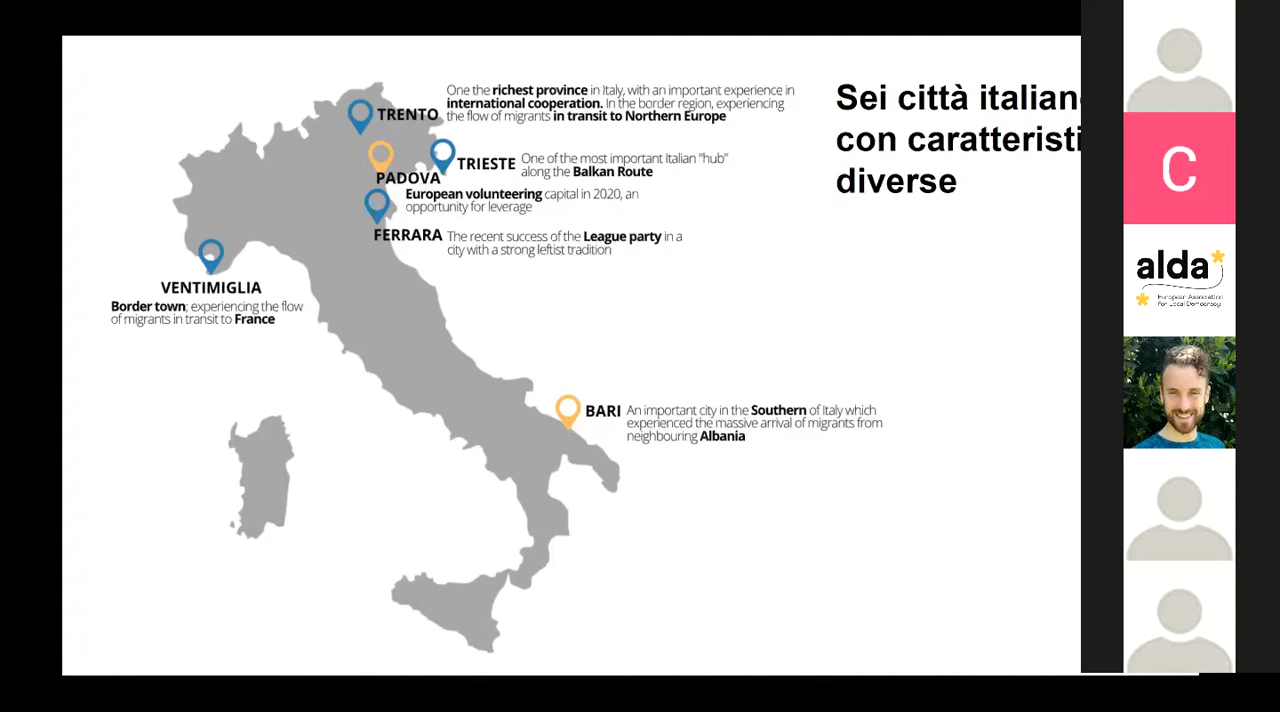 Sei città italian
con caratteristi
diverse
TRENTO
One the richest province in Italy, with an important experience in
international cooperation. In the border region, experiencing
the flow of migrants in transit to Northern Europe
TRIESTE
One of the most important Italian "hub"
along the Balkan Route
PADOVA
European volunteering capital in 2020, an
opportunity for leverage
FERRARA
The recent success of the League party in a
city with a strong leftist tradition
VENTIMIGLIA
Border town; experiencing the flow
of migrants in transit to France
BARI
An important city in the Southern of Italy which
experienced the massive arrival of migrants from
neighbouring Albania
C
alda
European Association
for Local Democracy